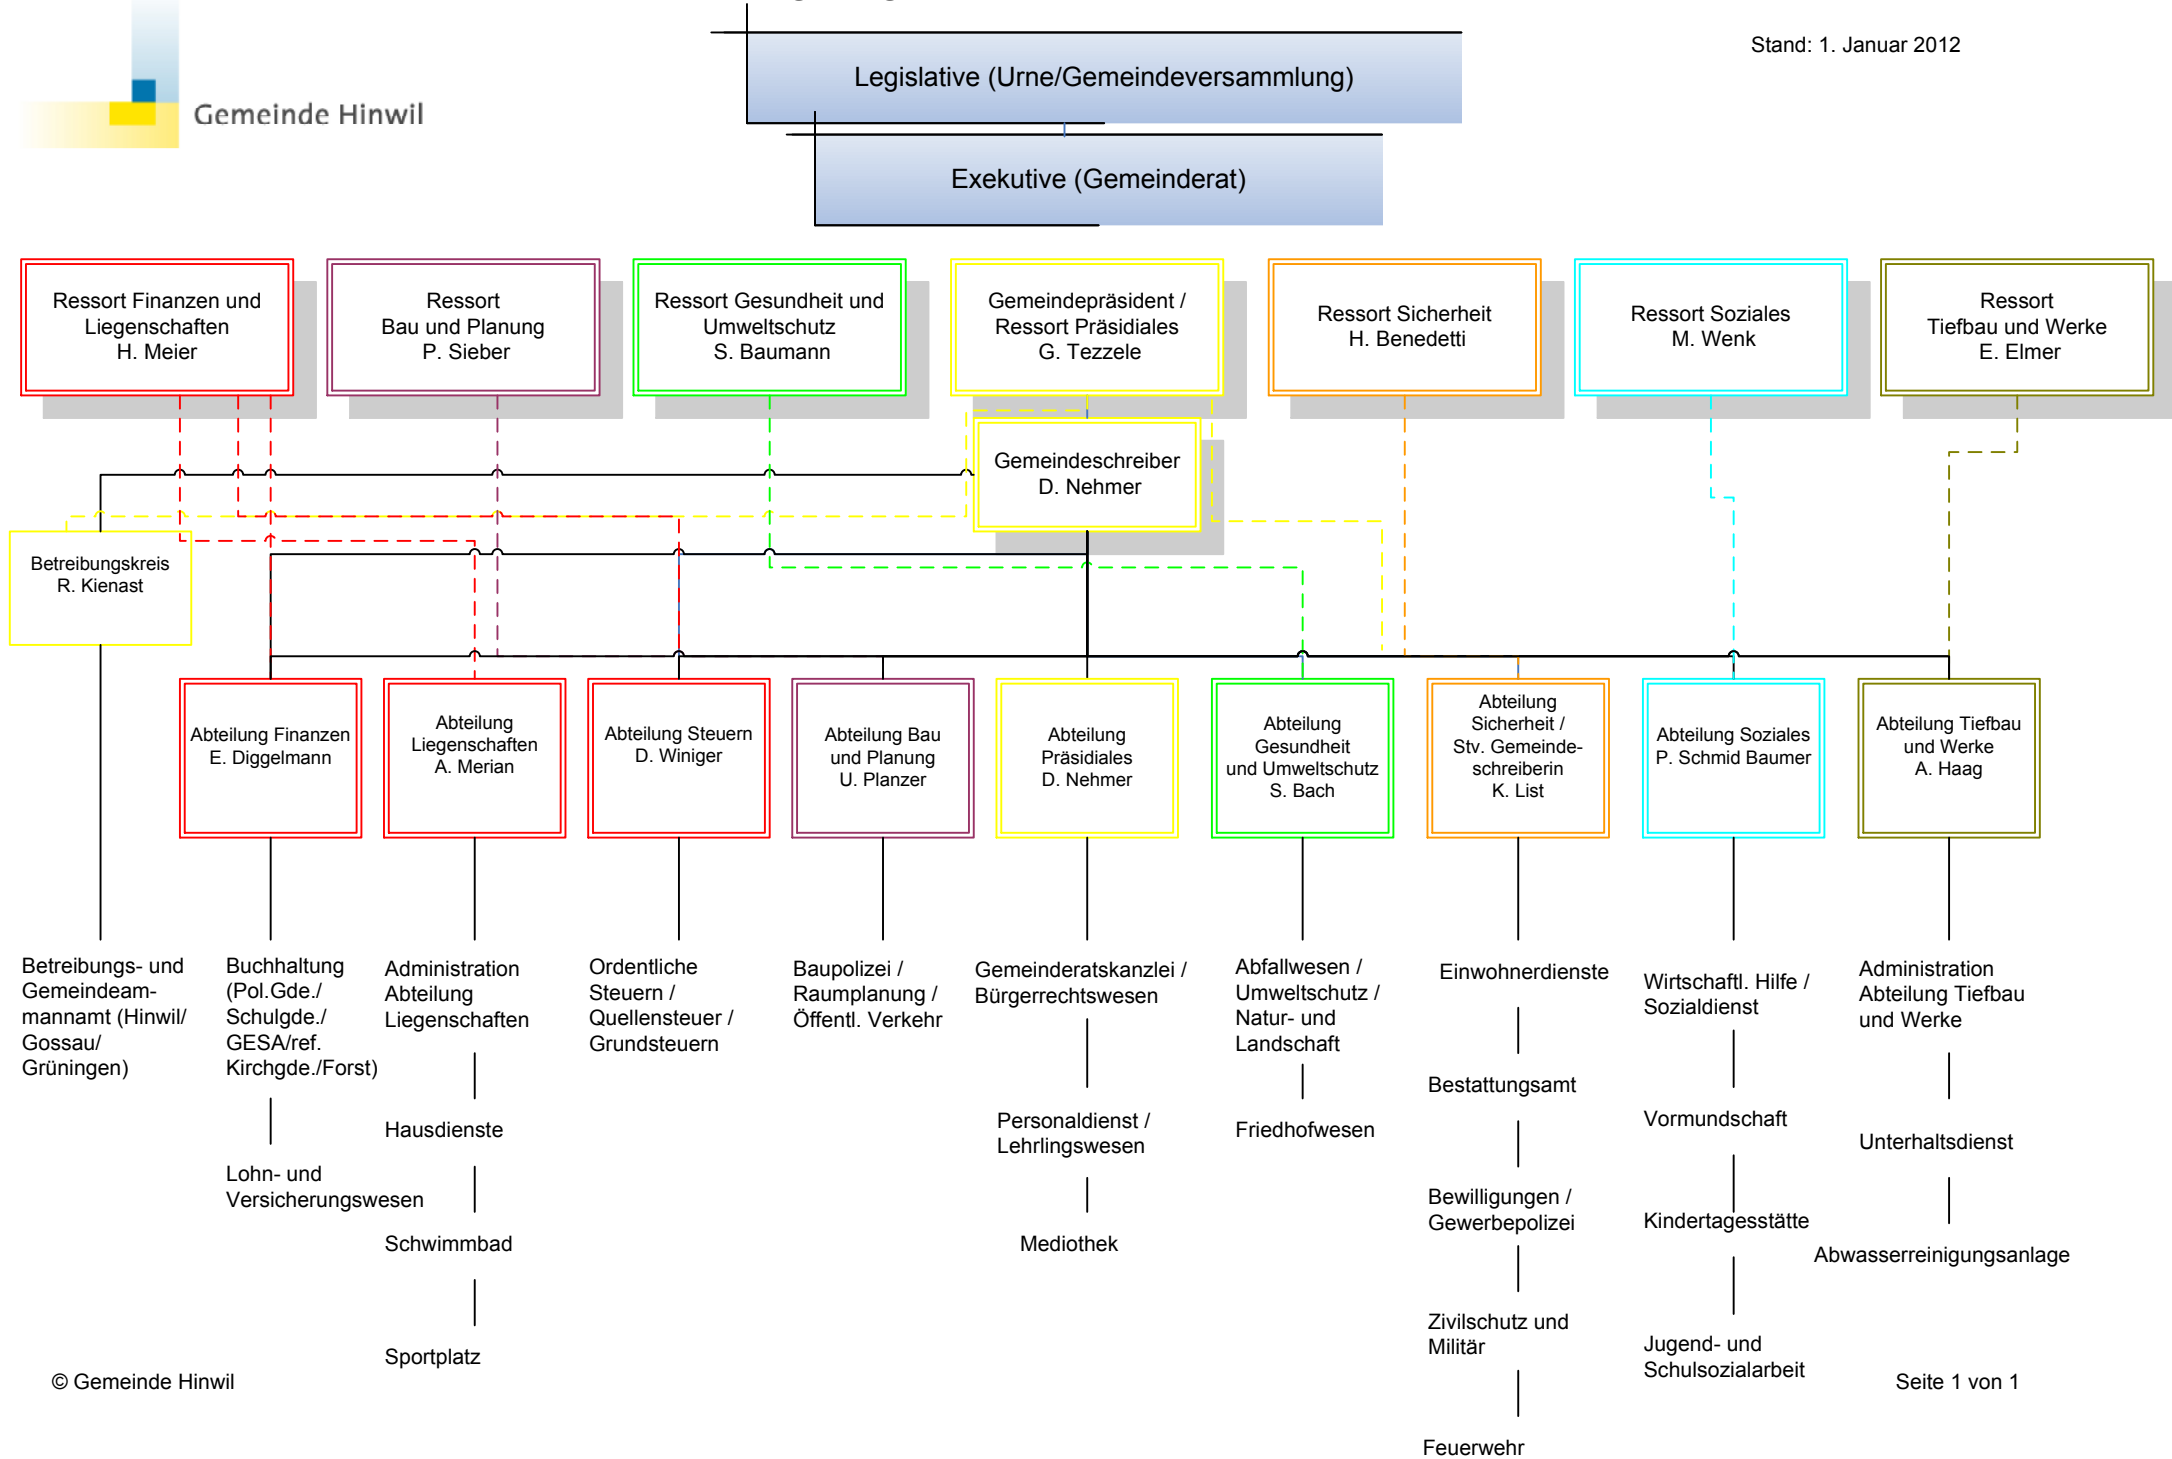 Stand: 1. Januar 2012
Legislative (Urne/Gemeindeversammlung)
Gemeinde Hinwil
Exekutive (Gemeinderat)
Ressort Finanzen und
Liegenschaften
H. Meier
Ressort
Bau und Planung
P. Sieber
Ressort Gesundheit und
Umweltschutz
S. Baumann
Gemeindepräsident /
Ressort Präsidiales
G. Tezzele
Ressort Sicherheit
H. Benedetti
Ressort Soziales
M. Wenk
Ressort
Tiefbau und Werke
E. Elmer
Gemeindeschreiber
D. Nehmer
Betreibungskreis
R. Kienast
Abteilung Finanzen
E. Diggelmann
Abteilung
Liegenschaften
A. Merian
Abteilung Steuern
D. Winiger
Abteilung Bau
und Planung
U. Planzer
Abteilung
Präsidiales
D. Nehmer
Abteilung
Gesundheit
und Umweltschutz
S. Bach
Abteilung
Sicherheit /
Stv. Gemeinde-
schreiberin
K. List
Abteilung Soziales
P. Schmid Baumer
Abteilung Tiefbau
und Werke
A. Haag
Betreibungs- und
Gemeindeam-
mannamt (Hinwil/
Gossau/
Grüningen)
Buchhaltung
(Pol.Gde./
Schulgde./
GESA/ref.
Kirchgde./Forst)
Lohn- und
Versicherungswesen
Administration
Abteilung
Liegenschaften
Hausdienste
Schwimmbad
Sportplatz
Ordentliche
Steuern /
Quellensteuer /
Grundsteuern
Baupolizei /
Raumplanung /
Öffentl. Verkehr
Gemeinderatskanzlei /
Bürgerrechtswesen
Personaldienst /
Lehrlingswesen
Mediothek
Abfallwesen /
Umweltschutz /
Natur- und
Landschaft
Friedhofwesen
Einwohnerdienste
Bestattungsamt
Bewilligungen /
Gewerbepolizei
Zivilschutz und
Militär
Feuerwehr
Wirtschaftl. Hilfe /
Sozialdienst
Vormundschaft
Kindertagesstätte
Jugend- und
Schulsozialarbeit
Administration
Abteilung Tiefbau
und Werke
Unterhaltsdienst
Abwasserreinigungsanlage
© Gemeinde Hinwil
Seite 1 von 1